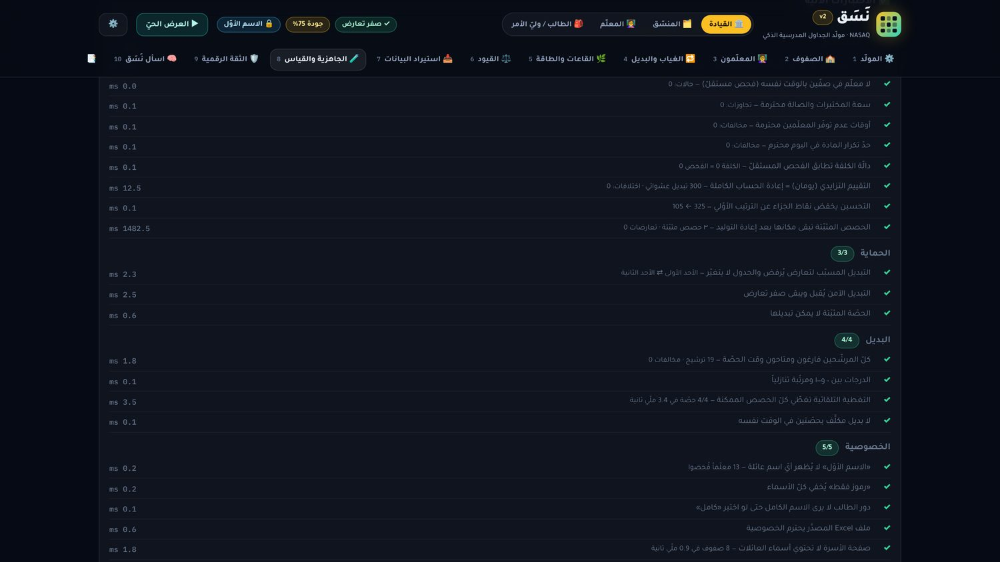 نَسَق v2
NASAQ · مولّد الجداول المدرسية الذكي
القيادة
المنسّق
المعلّم
الطالب / وليّ الأمر
✓ صفر تعارض
جودة 75%
الاسم الأوّل
▶ العرض الحيّ
المولّد 1
الصفوف 2
المعلّمون 3
الغياب والبديل 4
القاعات والطاقة 5
القيود 6
استيراد البيانات 7
الجاهزية والقياس 8
الثقة الرقمية 9
اسأل نَسَق 10
✓ لا معلّم في صفّين بالوقت نفسه (فحص مستقلّ) – حالات: 0 0.0 ms
✓ سعة المختبرات والصالة محترمة – تجاوزات: 0 0.1 ms
✓ أوقات عدم توفّر المعلّمين محترمة – مخالفات: 0 0.1 ms
✓ حدّ تكرار المادة في اليوم محترم – مخالفات: 0 0.1 ms
✓ دالّة الكلفة تطابق الفحص المستقلّ – الكلفة 0 = الفحص 0 0.1 ms
✓ التقييم التزايدي (يومان) = إعادة الحساب الكاملة – 300 تبديل عشوائي · اختلافات: 0 12.5 ms
✓ التحسين يخفض نقاط الجزاء عن الترتيب الأوّلي – 325 ← 105 0.1 ms
✓ الحصص المثبّتة تبقى مكانها بعد إعادة التوليد – ٣ حصص مثبّتة · تعارضات 0 1482.5 ms
الحماية 3/3
✓ التبديل المسبّب لتعارض يُرفض والجدول لا يتغيّر – الأحد الأولى ⇄ الأحد الثانية 2.3 ms
✓ التبديل الآمن يُقبل ويبقى صفر تعارض 2.5 ms
✓ الحصّة المثبّتة لا يمكن تبديلها 0.6 ms
البديل 4/4
✓ كلّ المرشّحين فارغون ومتاحون وقت الحصّة – 19 ترشيح · مخالفات 0 1.8 ms
✓ الدرجات بين ٠ و١٠٠ ومرتّبة تنازلياً 0.1 ms
✓ التغطية التلقائية تغطّي كلّ الحصص الممكنة – 4/4 حصّة في 3.4 ملّي ثانية 3.5 ms
✓ لا بديل مكلَّف بحصّتين في الوقت نفسه 0.1 ms
الخصوصية 5/5
✓ «الاسم الأوّل» لا يُظهر أيّ اسم عائلة – 13 معلّماً فُحصوا 0.2 ms
✓ «رموز فقط» يُخفي كلّ الأسماء 0.2 ms
✓ دور الطالب لا يرى الاسم الكامل حتى لو اختير «كامل» 0.1 ms
✓ ملف Excel المصدَّر يحترم الخصوصية 0.6 ms
✓ صفحة الأسرة لا تحتوي أسماء العائلات – 8 صفوف في 0.9 ملّي ثانية 1.8 ms